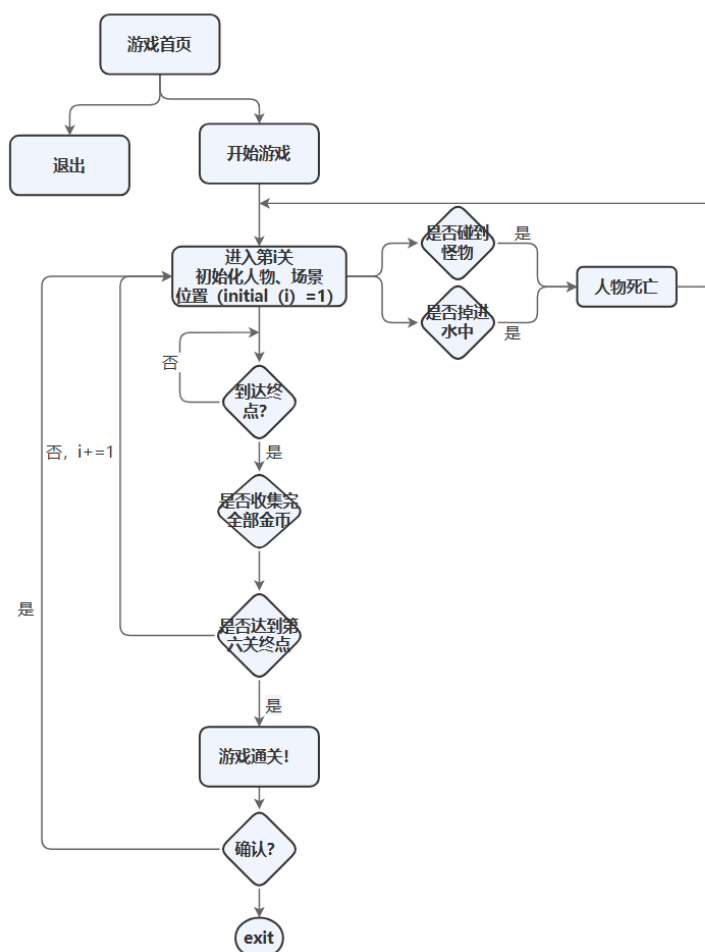 游戏首页
退出
开始游戏
进入第i关
初始化人物、场景
位置（initial（i）=1）
是否碰到
怪物
是
是否掉进
水中
是
人物死亡
否
到达终
点？
是
否，i+=1
是否收集完
全部金币
是否达到第
六关终点
是
是
游戏通关！
确认？
exit